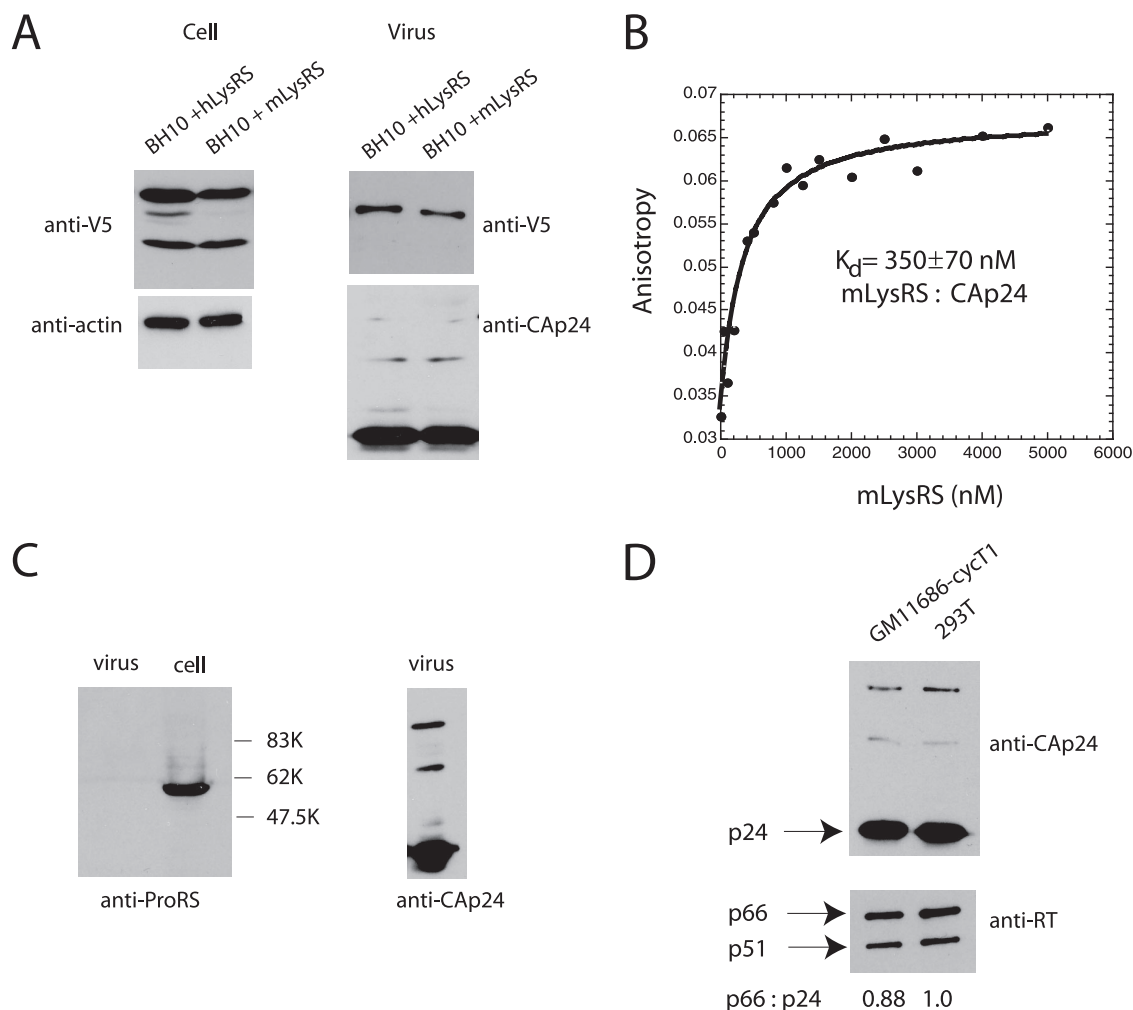 A
Cell
Virus
BH10 +hLysRS
BH10 + mLysRS
BH10 +hLysRS
BH10 +mLysRS
anti-V5
anti-V5
anti-actin
anti-CAp24
B
0.07
0.065
0.06
0.055
0.05
0.045
0.04
0.035
0.03
Anisotropy
Kd= 350±70 nM
mLysRS : CAp24
0 1000 2000 3000 4000 5000 6000
mLysRS (nM)
C
virus cell
virus
83K
62K
47.5K
anti-ProRS
anti-CAp24
D
GM11686-cycT1
293T
anti-CAp24
p24
p66
anti-RT
p51
p66 : p24 0.88 1.0